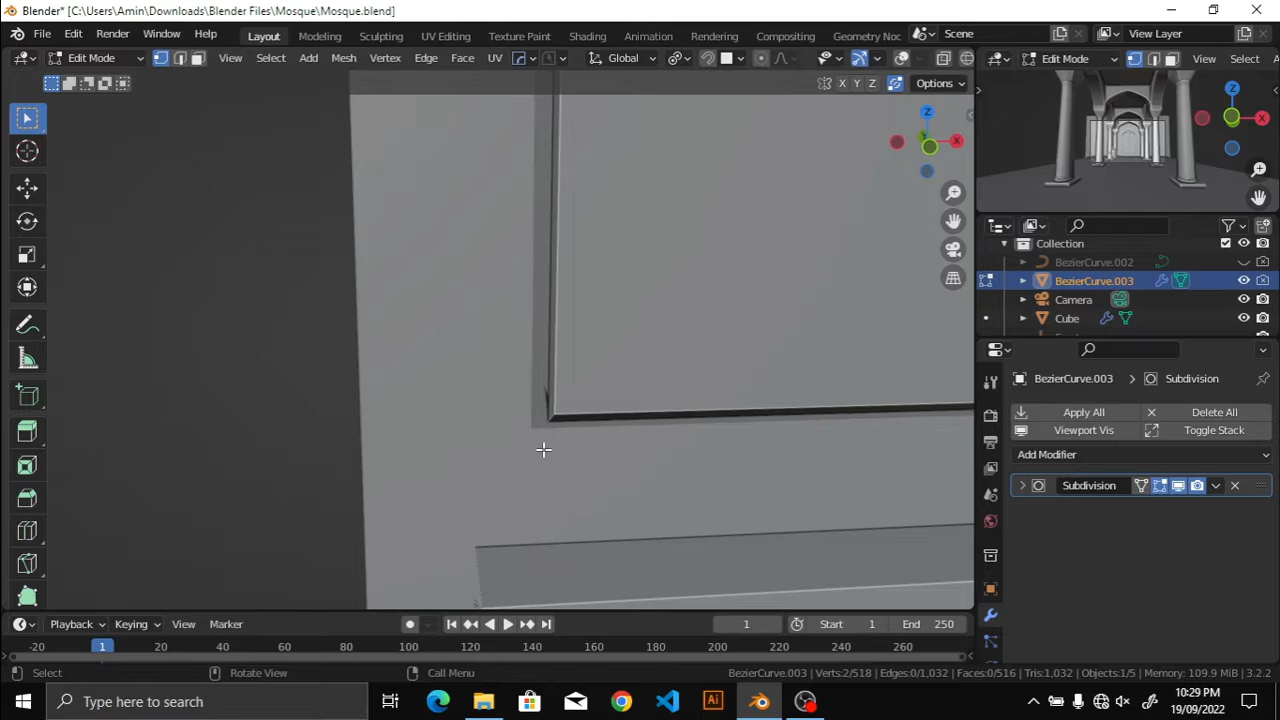 Blender* [C:\Users\Amin\Downloads\Blender Files\Mosque\Mosque.blend]
File Edit Render Window Help Layout Modeling Sculpting UV Editing Texture Paint Shading Animation Rendering Compositing Geometry Noc Scene View Layer
Edit Mode View Select Add Mesh Vertex Edge Face UV Global Edit Mode View Select A
X Y Z Options
Z
X
Z
X
Collection
BezierCurve.002
BezierCurve.003
Camera
Cube
BezierCurve.003 Subdivision
Apply All Delete All
Viewport Vis Toggle Stack
Add Modifier
Subdivision
Playback Keying View Marker 1 Start 1 End 250
-20 1 20 40 60 80 100 120 140 160 180 200 220 240 260
Select Rotate View Call Menu BezierCurve.003 | Verts:2/518 | Edges:0/1,032 | Faces:0/516 | Tris:1,032 | Objects:1/5 | Memory: 109.9 MiB | 3.2.2
Type here to search Ai 10:29 PM
19/09/2022